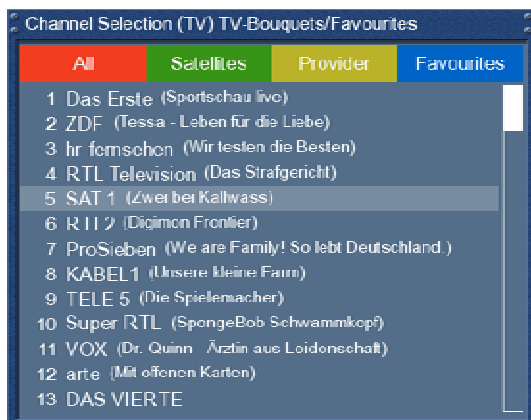 Channel Selection (TV) TV-Bouquets/Favourites
All Satellites Provider Favourites
1 Das Erste (Sportschau live)
2 ZDF (Tessa - Leben für die Liebe)
3 hr fernsehen (Wir testen die Besten)
4 RTL Television (Das Strafgericht)
5 SAT 1 (Zwei bei Kallwass)
6 RTL2 (Digimon Frontier)
7 ProSieben (We are Family! So lebt Deutschland.)
8 KABEL1 (Unsere kleine Farm)
9 TELE 5 (Die Spielemacher)
10 Super RTL (SpongeBob Schwammkopf)
11 VOX (Dr. Quinn Ärztin aus Leidenschaft)
12 arte (Mit offenen Karten)
13 DAS VIERTE